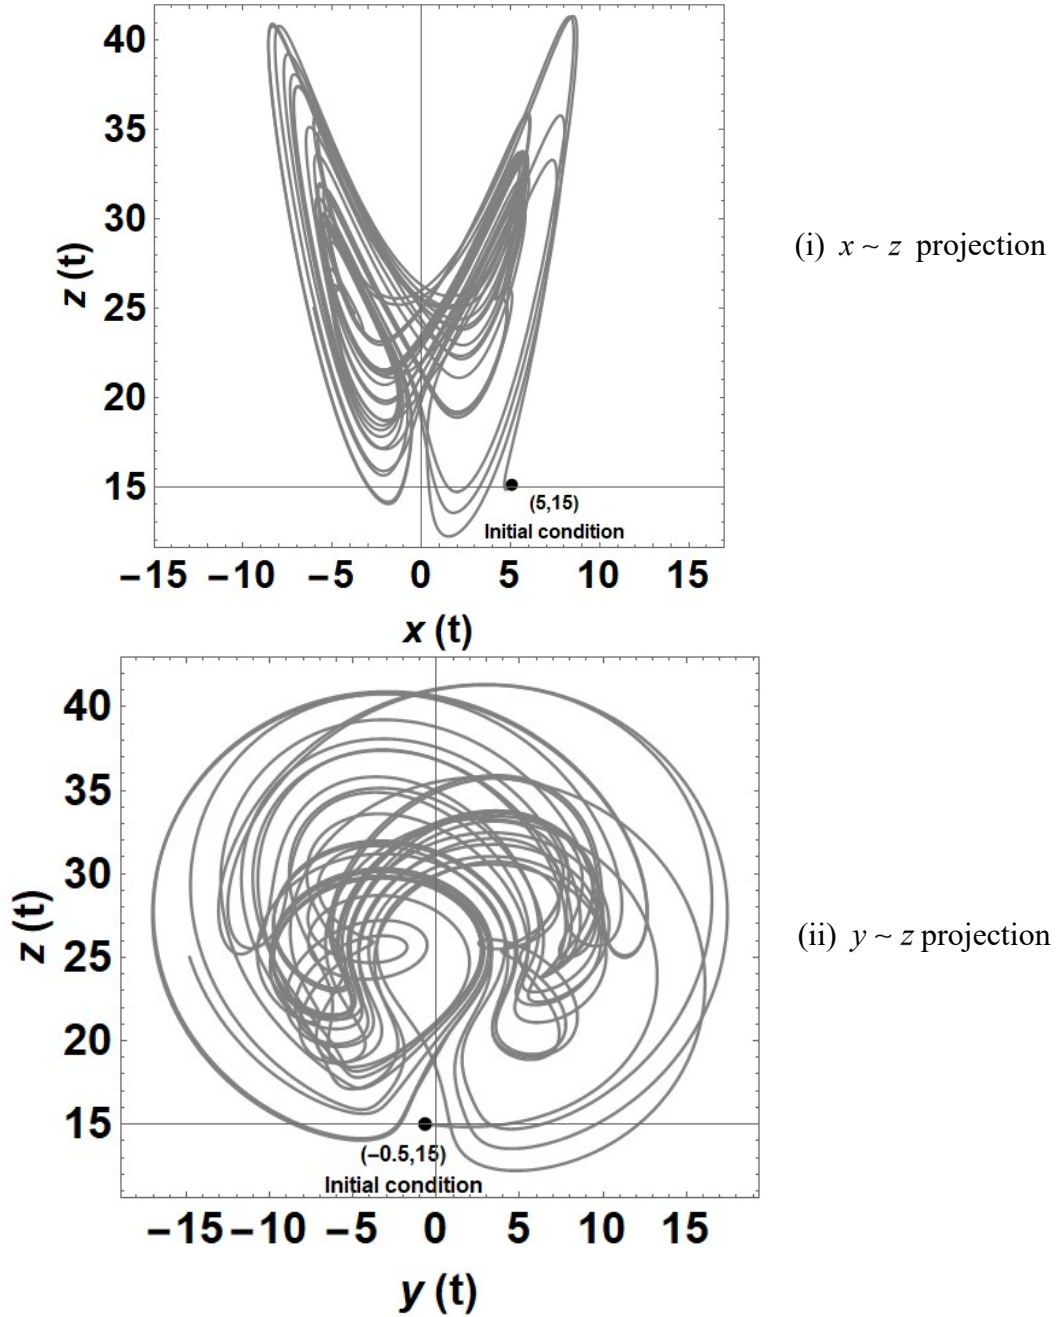 40
35
30
25
20
15
z (t)
(i) x ~ z projection
(5,15)
Initial condition
−15 −10 −5 0 5 10 15
x (t)
40
35
30
25
20
15
z (t)
(ii) y ~ z projection
(−0.5,15)
Initial condition
−15 −10 −5 0 5 10 15
y (t)